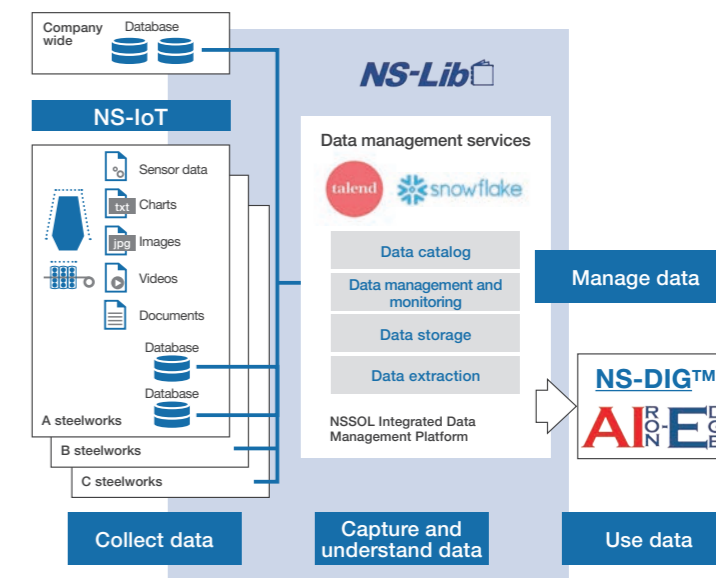 Company
wide
Database
NS-Lib
NS-IoT
Data management services
talend
snowflake
%
Sensor data
txt
Charts
jpg
Images
Videos
Documents
Database
Database
A steelworks
B steelworks
C steelworks
Data catalog
Data management and
monitoring
Data storage
Data extraction
NSSOL Integrated Data
Management Platform
Manage data
NS-DIG™
AI RON-EDGE
Collect data
Capture and
understand data
Use data